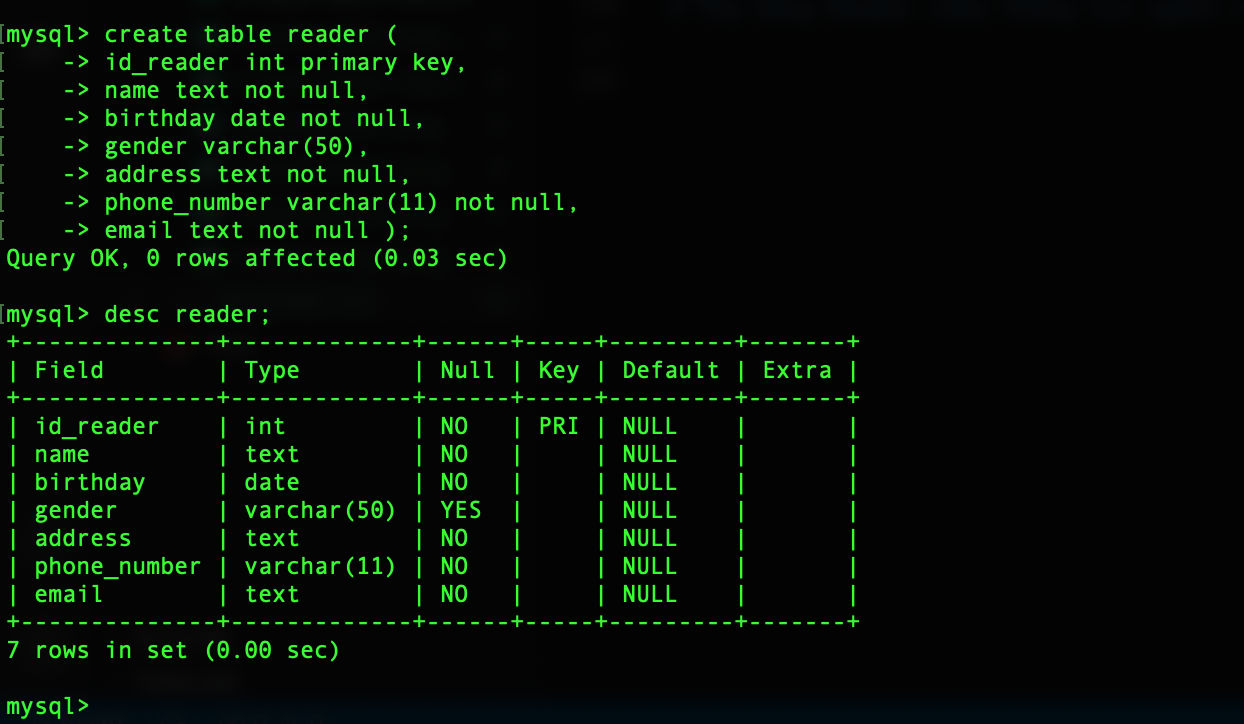 mysql> create table reader (
    -> id_reader int primary key,
    -> name text not null,
    -> birthday date not null,
    -> gender varchar(50),
    -> address text not null,
    -> phone_number varchar(11) not null,
    -> email text not null );
Query OK, 0 rows affected (0.03 sec)

mysql> desc reader;
+--------------+-------------+------+-----+---------+-------+
| Field        | Type        | Null | Key | Default | Extra |
+--------------+-------------+------+-----+---------+-------+
| id_reader    | int         | NO   | PRI | NULL    |       |
| name         | text        | NO   |     | NULL    |       |
| birthday     | date        | NO   |     | NULL    |       |
| gender       | varchar(50) | YES  |     | NULL    |       |
| address      | text        | NO   |     | NULL    |       |
| phone_number | varchar(11) | NO   |     | NULL    |       |
| email        | text        | NO   |     | NULL    |       |
+--------------+-------------+------+-----+---------+-------+
7 rows in set (0.00 sec)

mysql>